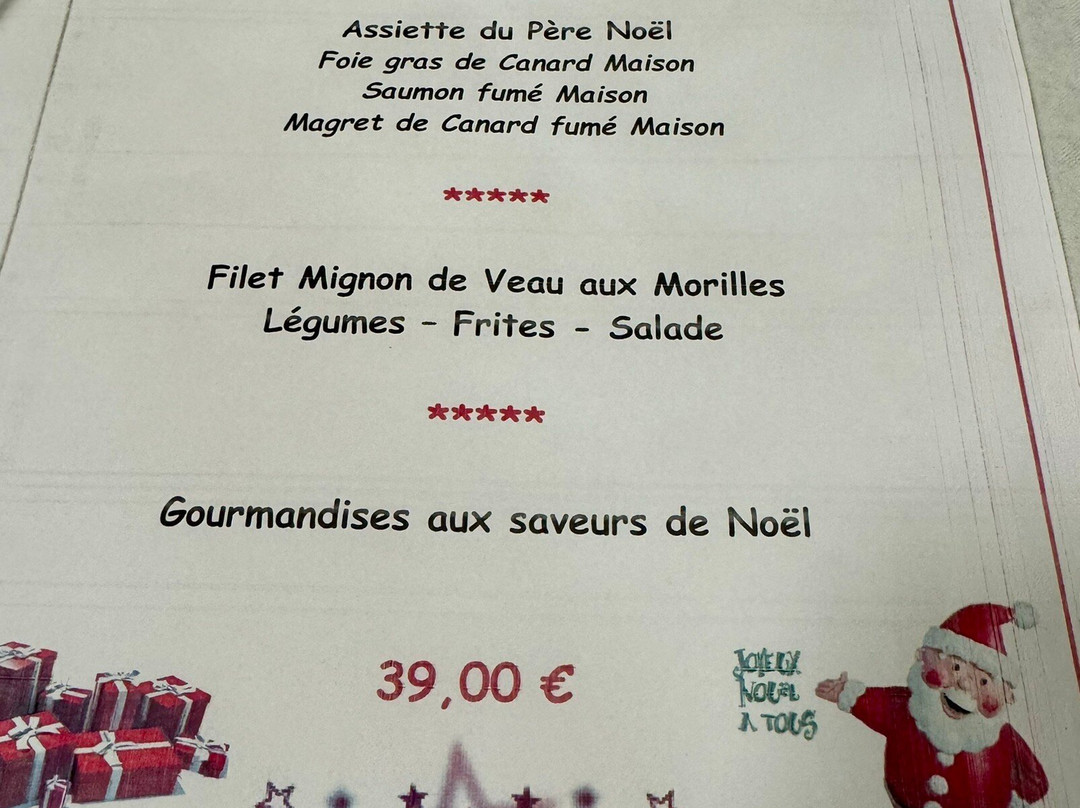 Assiette du Père Noël
Foie gras de Canard Maison
Saumon fumé Maison
Magret de Canard fumé Maison
*****
Filet Mignon de Veau aux Morilles
Légumes - Frites - Salade
*****
Gourmandises aux saveurs de Noël
39,00 €
JOYEUX
NOËL
A TOUS